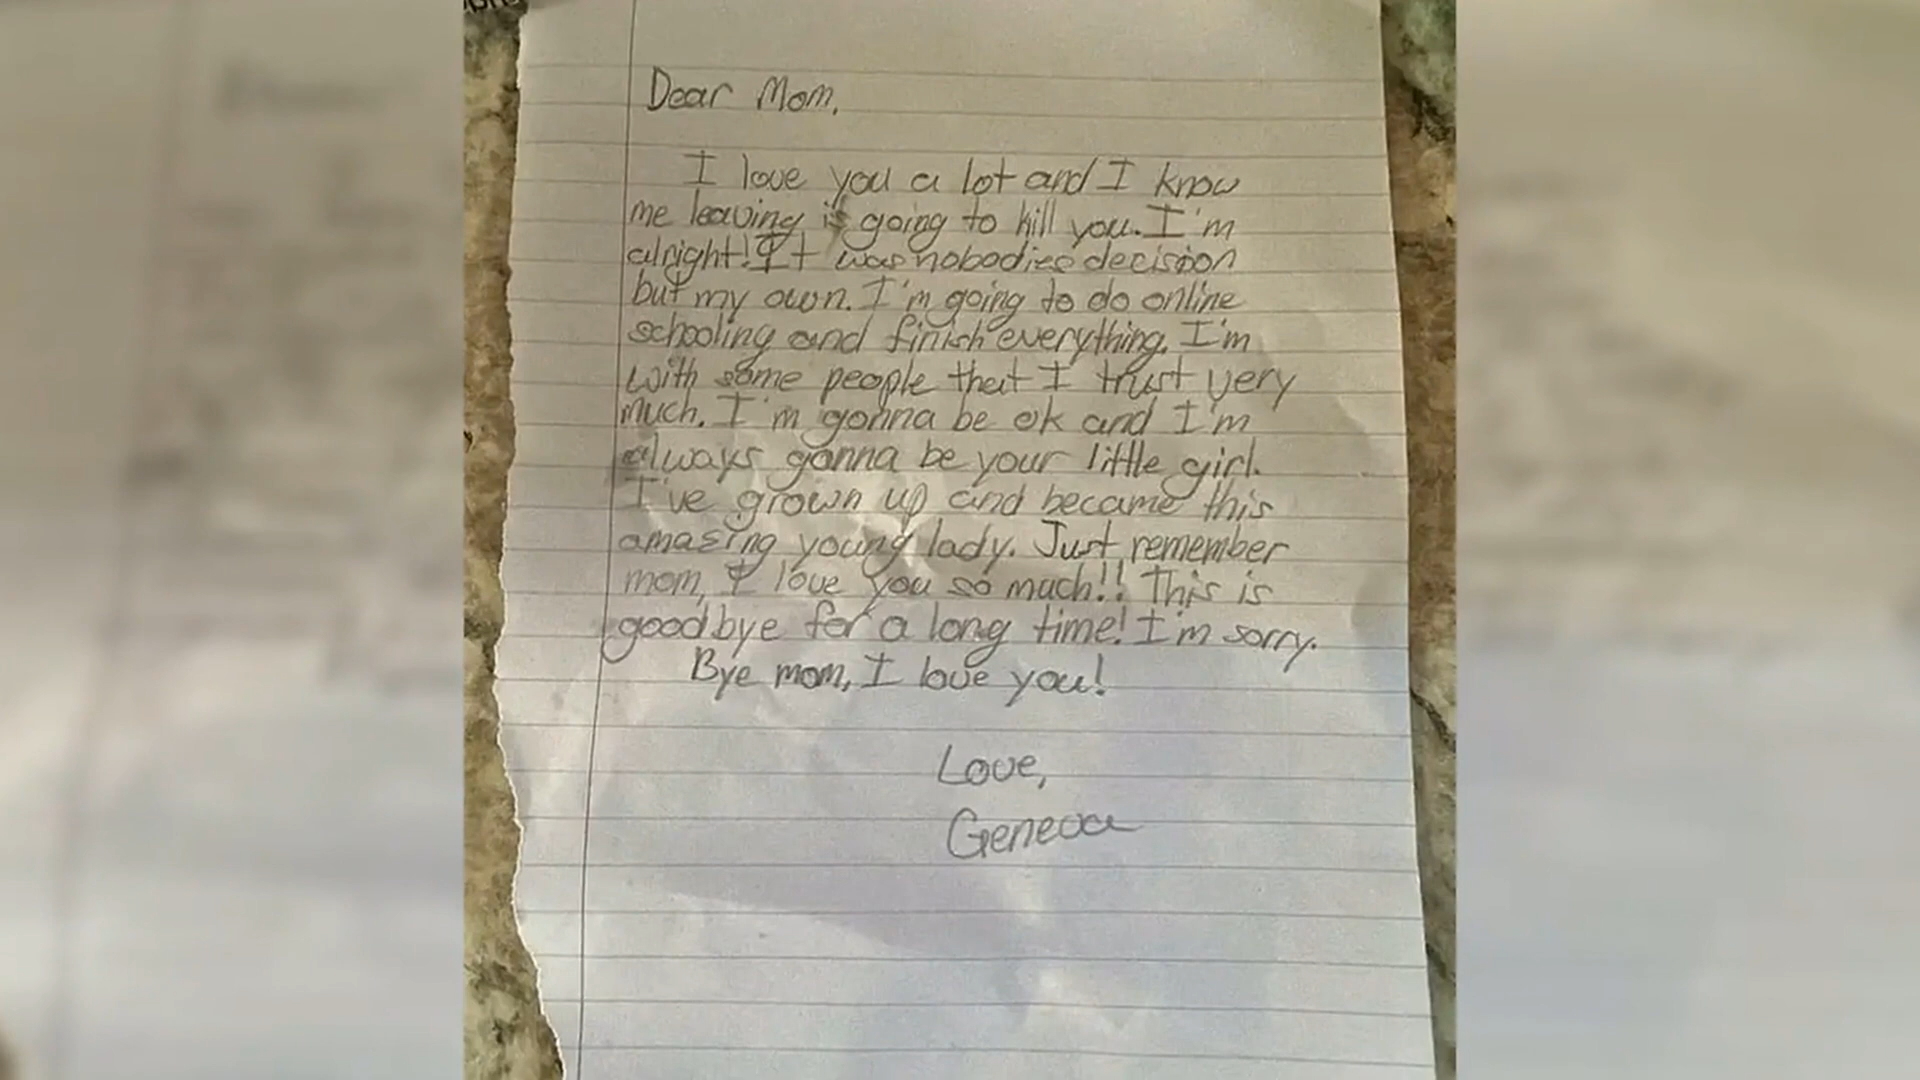 Dear Mom,
I love you a lot and I know
me leaving is going to kill you. I'm
alright! It was nobodies decision
but my own. I'm going to do online
schooling and finish everything. I'm
with some people that I trust very
much. I'm gonna be ok and I'm
always gonna be your little girl.
I've grown up and became this
amazing young lady. Just remember
mom, I love you so much!! This is
goodbye for a long time! I'm sorry.
Bye mom, I love you!
Love,
Geneva